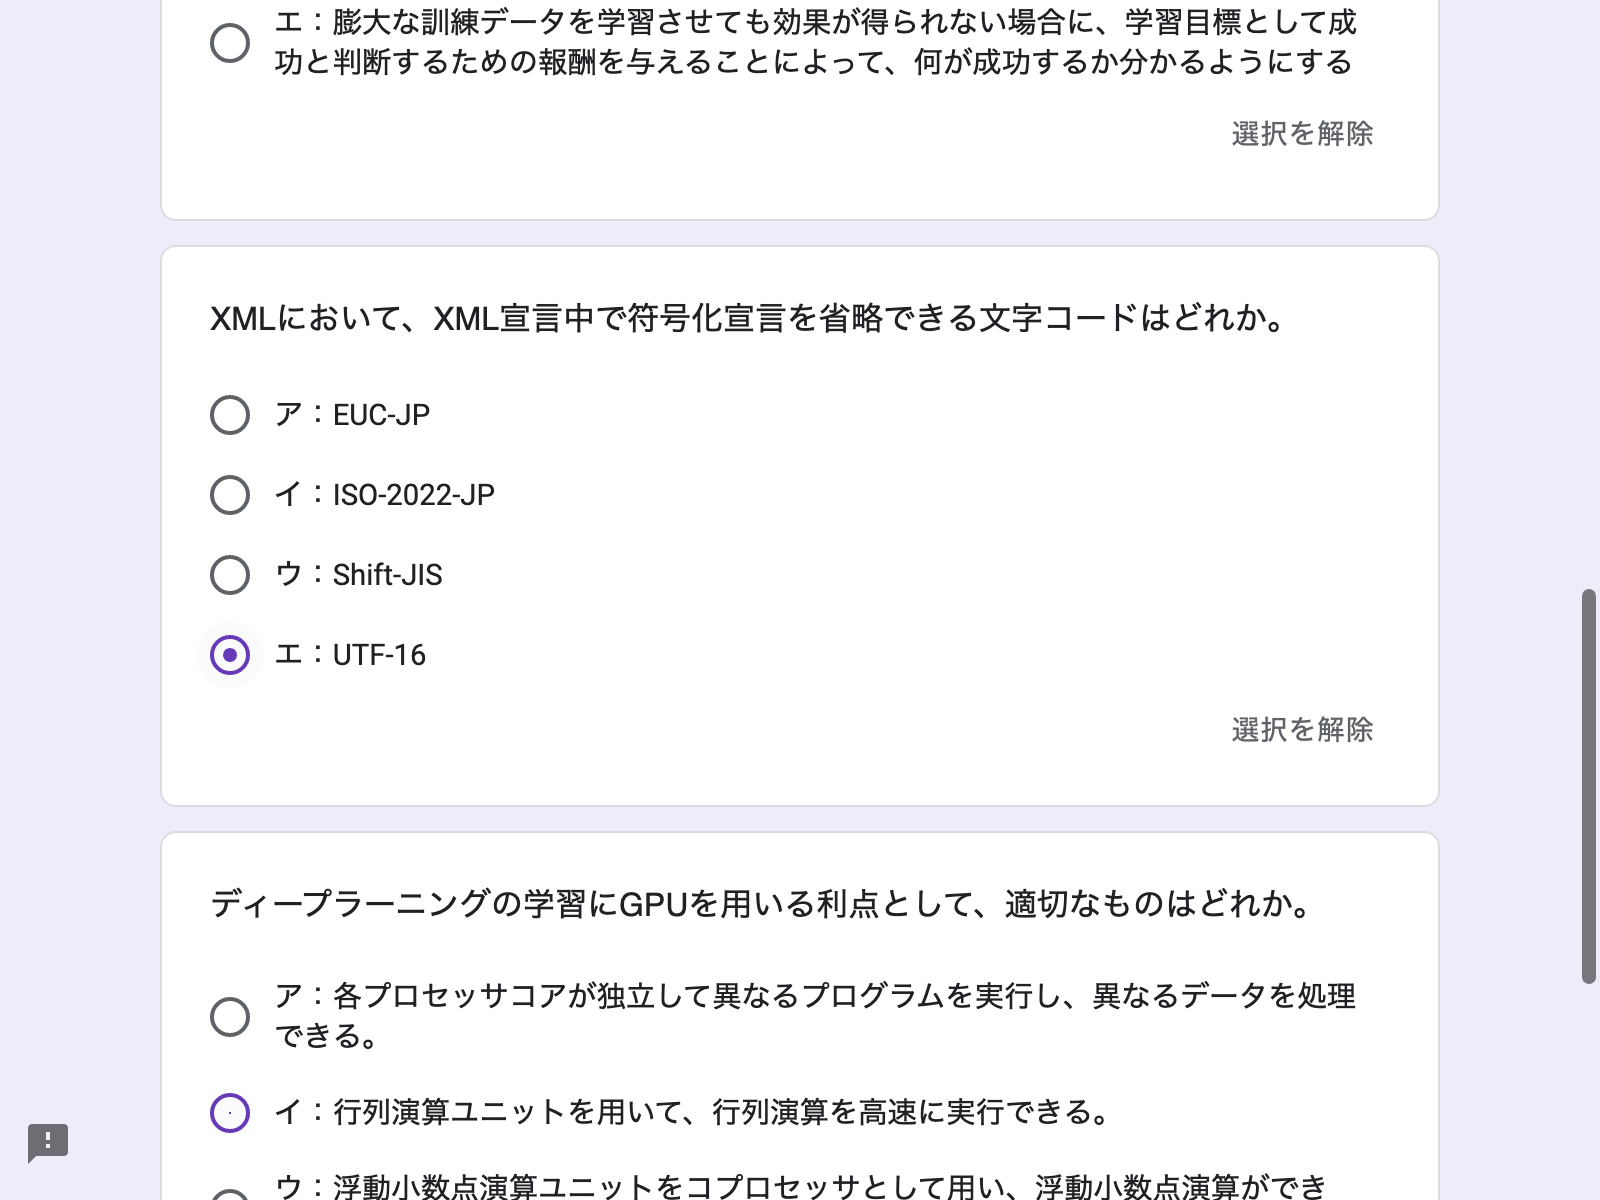 エ：膨大な訓練データを学習させても効果が得られない場合に、学習目標として成
功と判断するための報酬を与えることによって、何が成功するか分かるようにする
選択を解除
XMLにおいて、XML宣言中で符号化宣言を省略できる文字コードはどれか。
ア：EUC-JP
イ：ISO-2022-JP
ウ：Shift-JIS
エ：UTF-16
選択を解除
ディープラーニングの学習にGPUを用いる利点として、適切なものはどれか。
ア：各プロセッサコアが独立して異なるプログラムを実行し、異なるデータを処理
できる。
イ：行列演算ユニットを用いて、行列演算を高速に実行できる。
ウ：浮動小数点演算ユニットをコプロセッサとして用い、浮動小数点演算ができ